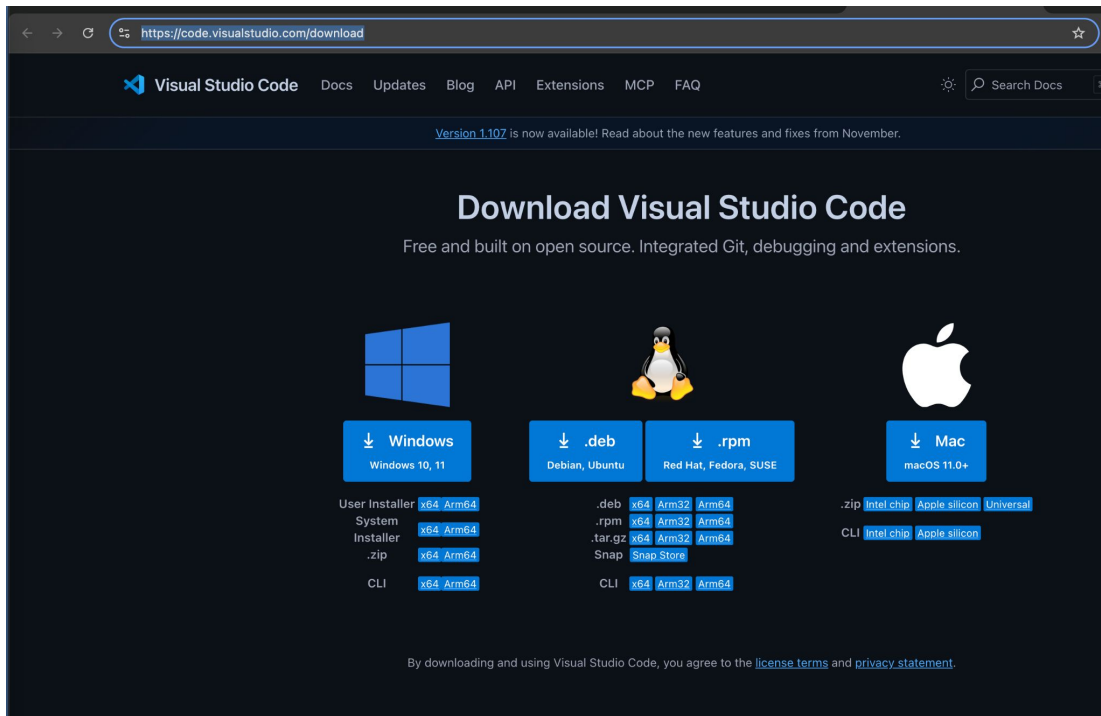 https://code.visualstudio.com/download
Visual Studio Code Docs Updates Blog API Extensions MCP FAQ Search Docs
Version 1.107 is now available! Read about the new features and fixes from November.
Download Visual Studio Code
Free and built on open source. Integrated Git, debugging and extensions.
Windows
Windows 10, 11
User Installer x64 Arm64
System
Installer x64 Arm64
.zip x64 Arm64
CLI x64 Arm64
.deb
Debian, Ubuntu
.rpm
Red Hat, Fedora, SUSE
.deb x64 Arm32 Arm64
.rpm x64 Arm32 Arm64
.tar.gz x64 Arm32 Arm64
Snap Snap Store
CLI x64 Arm32 Arm64
Mac
macOS 11.0+
.zip Intel chip Apple silicon Universal
CLI Intel chip Apple silicon
By downloading and using Visual Studio Code, you agree to the license terms and privacy statement.